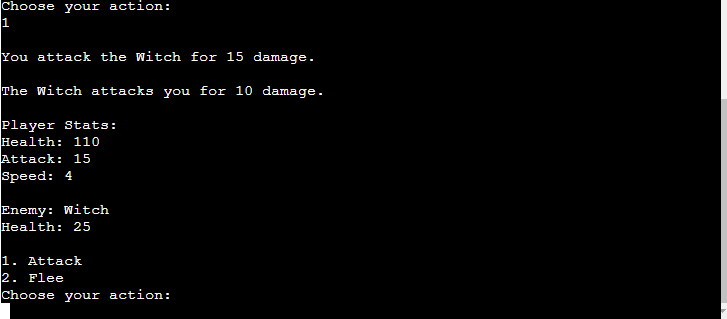 Choose your action:
1
You attack the Witch for 15 damage.
The Witch attacks you for 10 damage.
Player Stats:
Health: 110
Attack: 15
Speed: 4
Enemy: Witch
Health: 25
1. Attack
2. Flee
Choose your action: